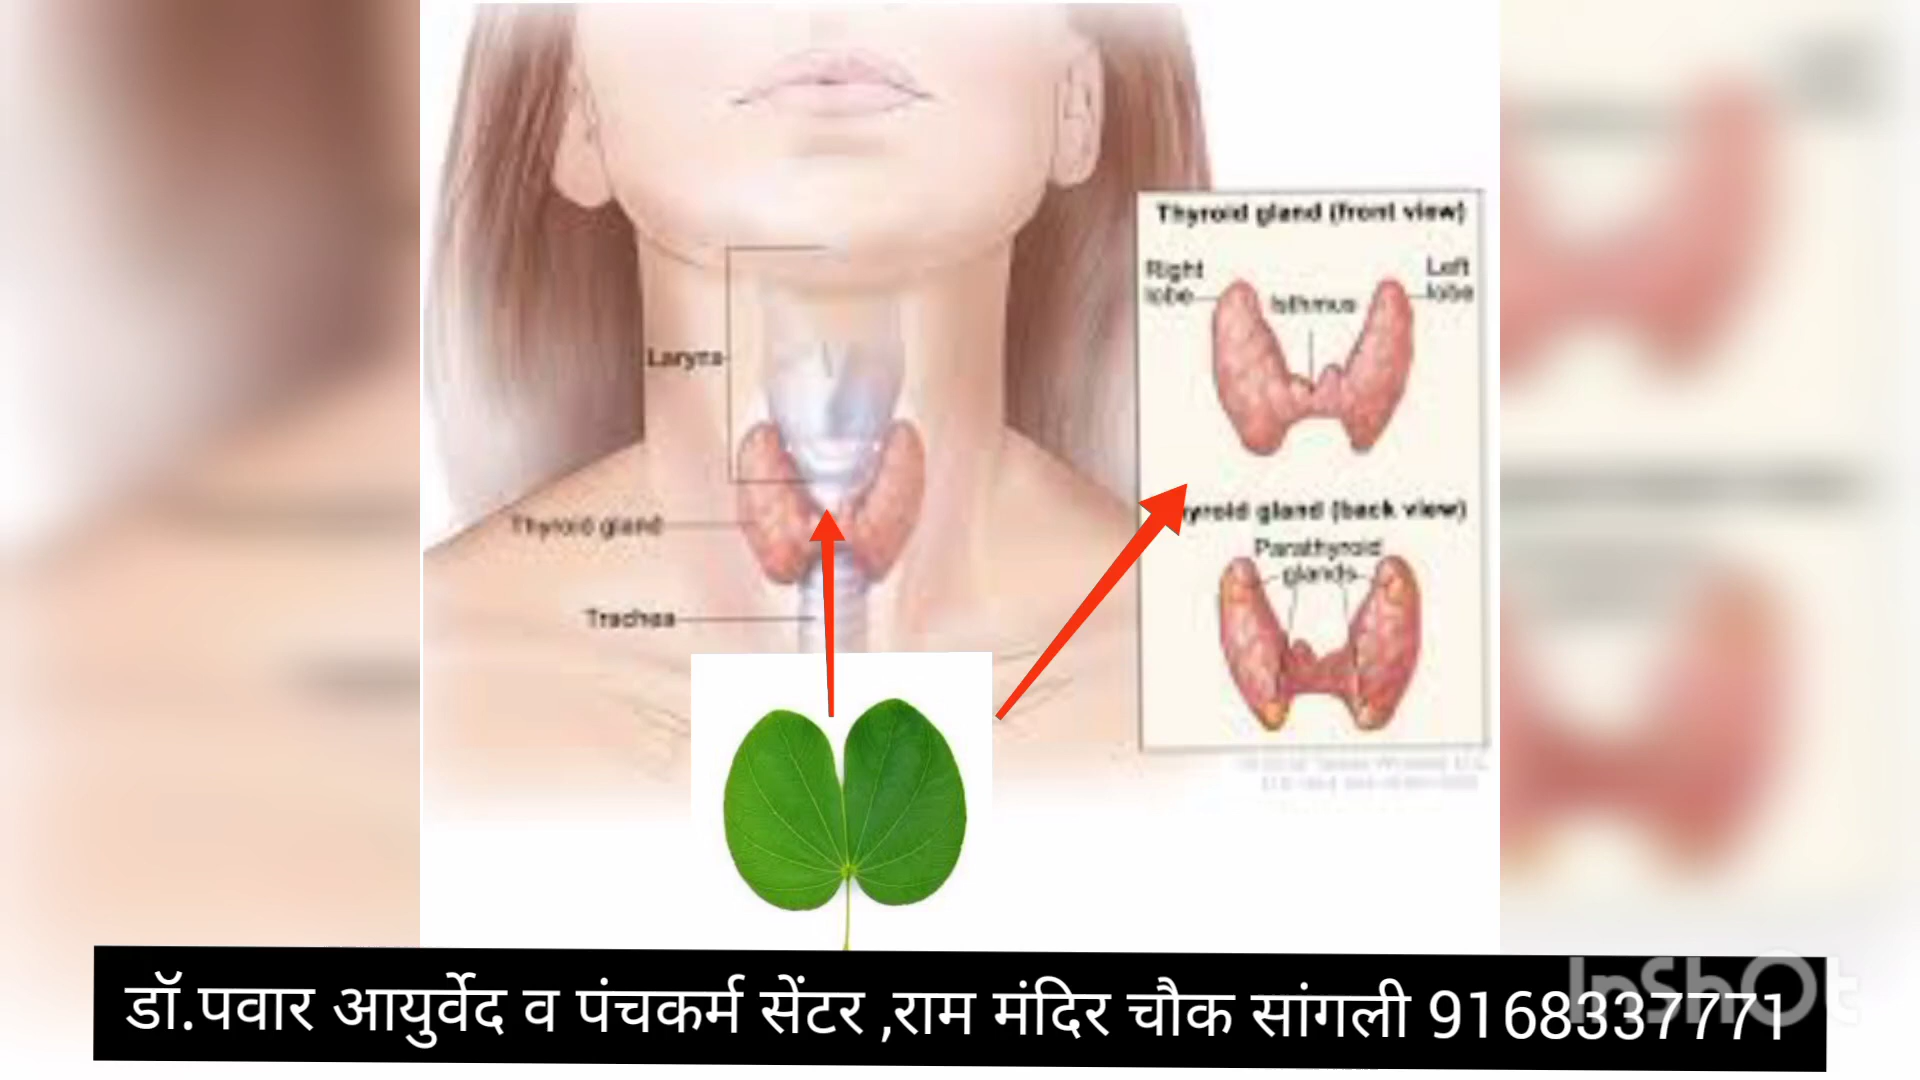 Thyroid gland (front view)
Right
lobe
Left
lobe
Isthmus
Larynx
yroid gland (back view)
Parathyroid
glands
Thyroid gland
Trachea
डॉ.पवार आयुर्वेद व पंचकर्म सेंटर ,राम मंदिर चौक सांगली 9168337771
InShOt